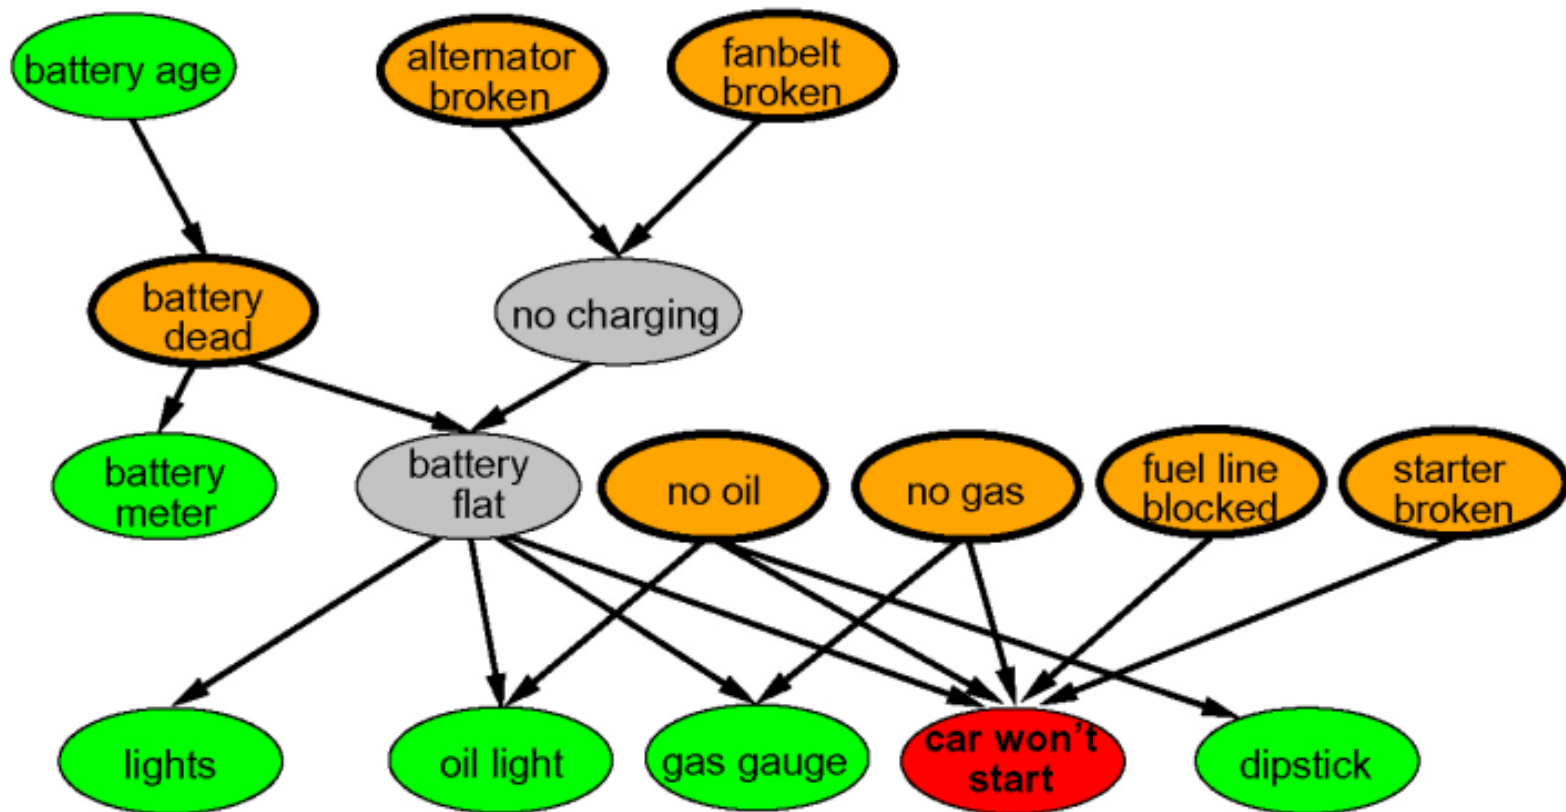 battery age
alternator
broken
fanbelt
broken
battery
dead
no charging
battery
meter
battery
flat
no oil
no gas
fuel line
blocked
starter
broken
lights
oil light
gas gauge
car won't
start
dipstick